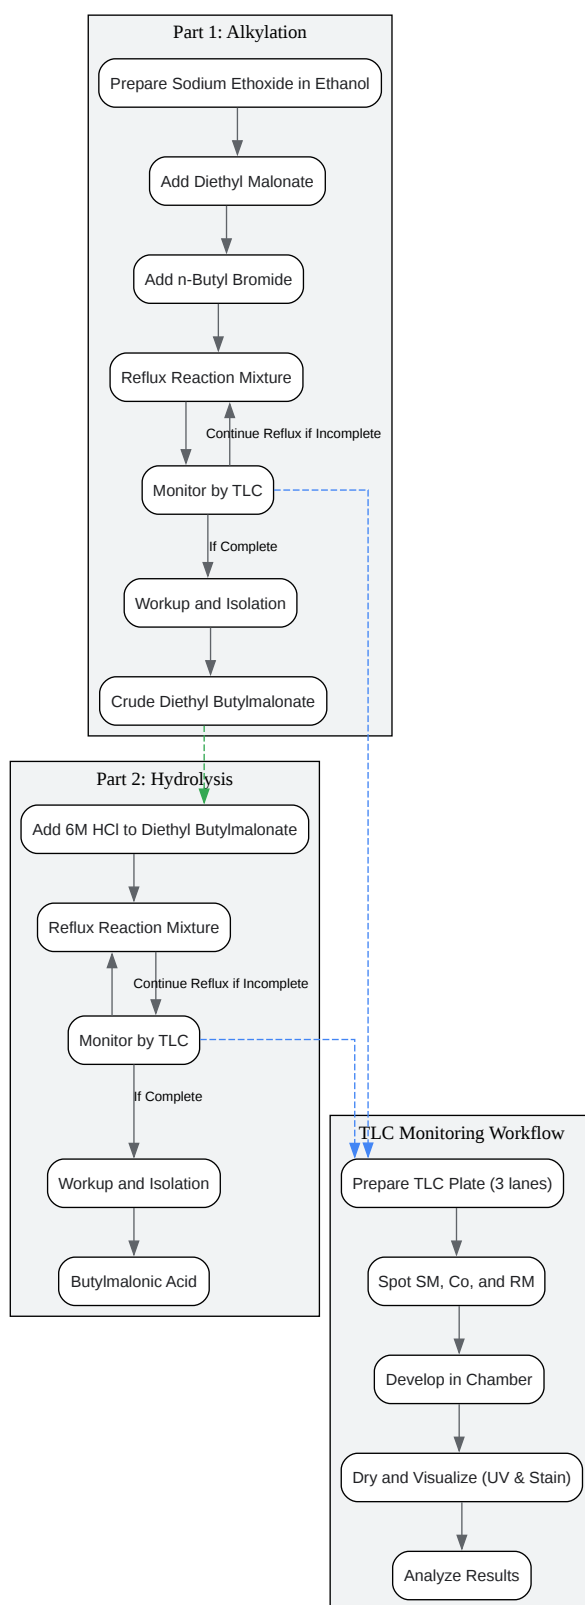 Part 1: Alkylation
Prepare Sodium Ethoxide in Ethanol
Add Diethyl Malonate
Add n-Butyl Bromide
Reflux Reaction Mixture
Continue Reflux if Incomplete
Monitor by TLC
If Complete
Workup and Isolation
Crude Diethyl Butylmalonate
Part 2: Hydrolysis
Add 6M HCl to Diethyl Butylmalonate
Reflux Reaction Mixture
Continue Reflux if Incomplete
Monitor by TLC
If Complete
Workup and Isolation
Butylmalonic Acid
TLC Monitoring Workflow
Prepare TLC Plate (3 lanes)
Spot SM, Co, and RM
Develop in Chamber
Dry and Visualize (UV & Stain)
Analyze Results